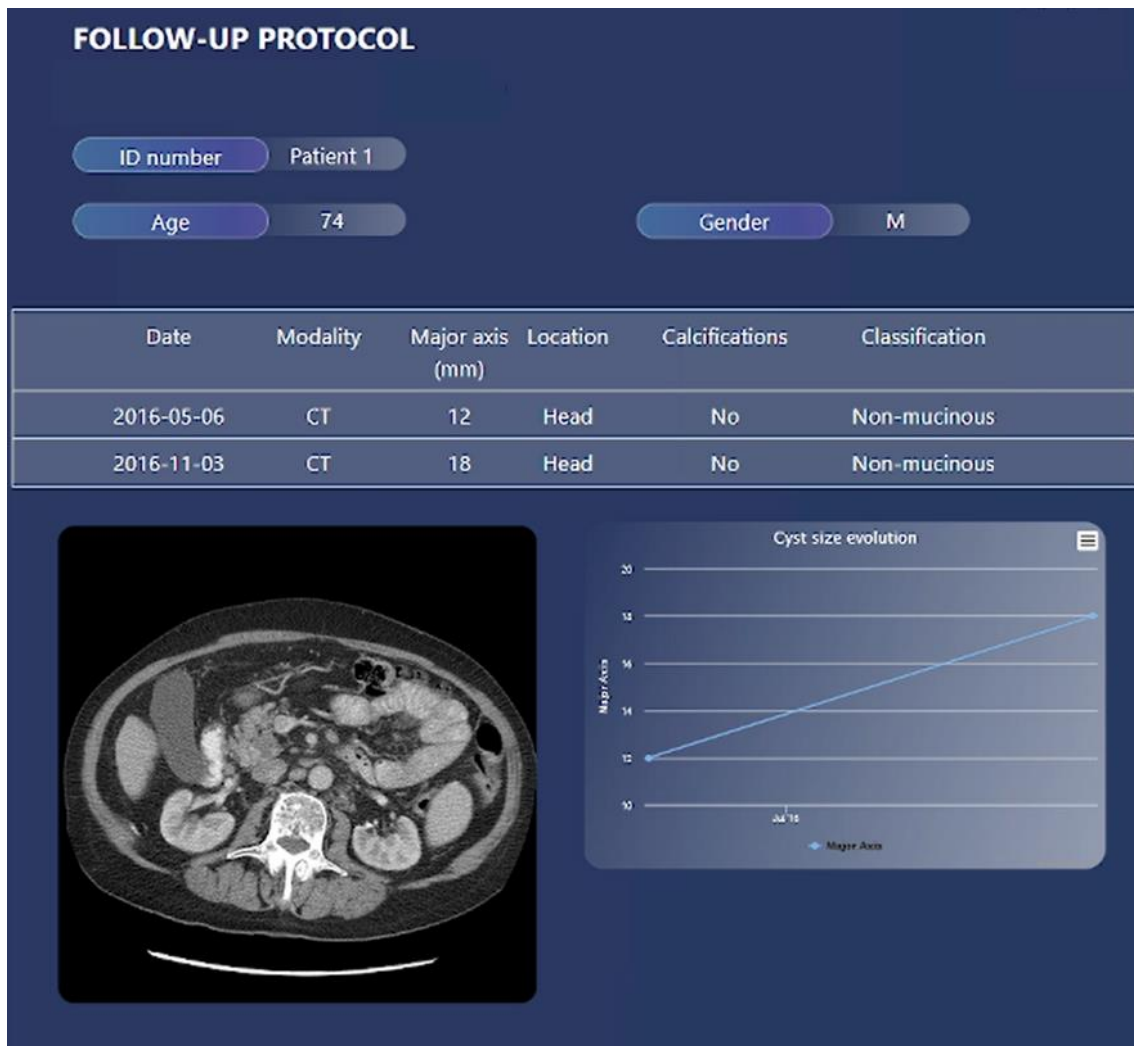 FOLLOW-UP PROTOCOL
ID number Patient 1
Age 74 Gender M
Date Modality Major axis (mm) Location Calcifications Classification
2016-05-06 CT 12 Head No Non-mucinous
2016-11-03 CT 18 Head No Non-mucinous
Cyst size evolution
20
18
16
14
12
10
Major Axis
Jul '16
Major Axis